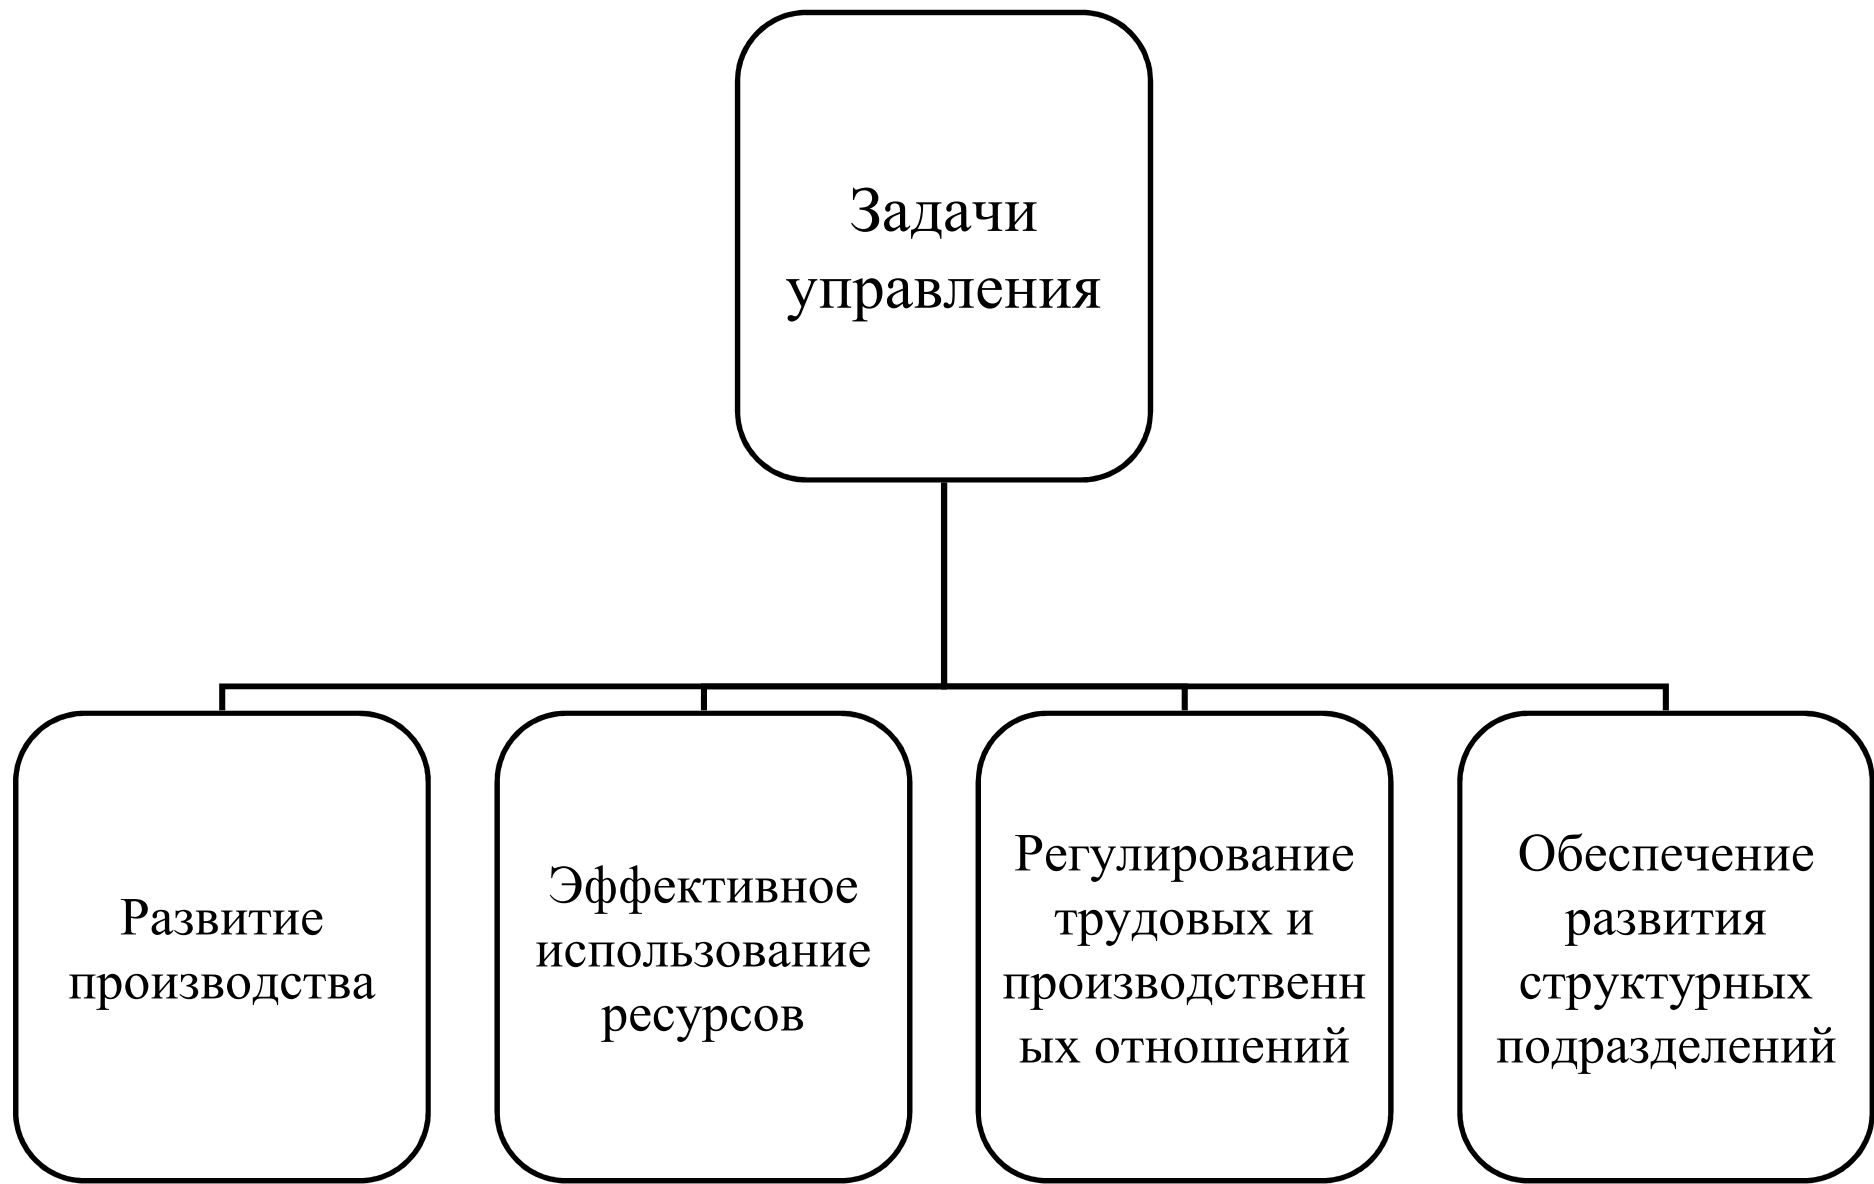 Задачи
управления
Развитие
производства
Эффективное
использование
ресурсов
Регулирование
трудовых и
производственн
ых отношений
Обеспечение
развития
структурных
подразделений